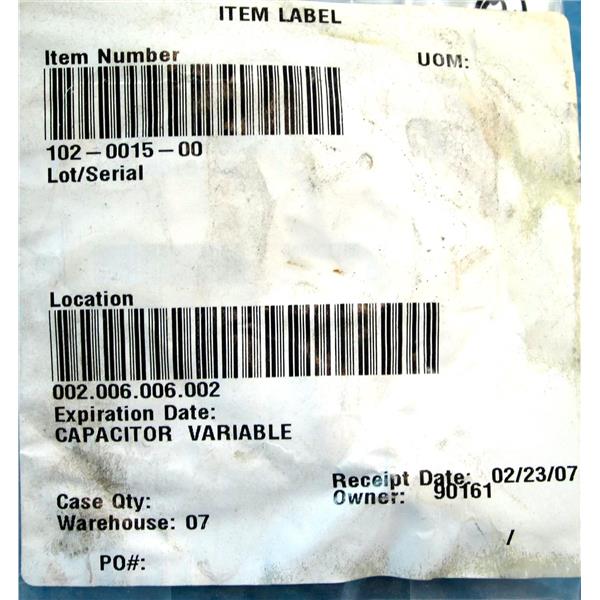 ITEM LABEL
Item Number
UOM:
102-0015-00
Lot/Serial
Location
002.006.006.002
Expiration Date:
CAPACITOR VARIABLE
Receipt Date: 02/23/07
Case Qty:
Owner: 90161
Warehouse: 07
/
PO#: